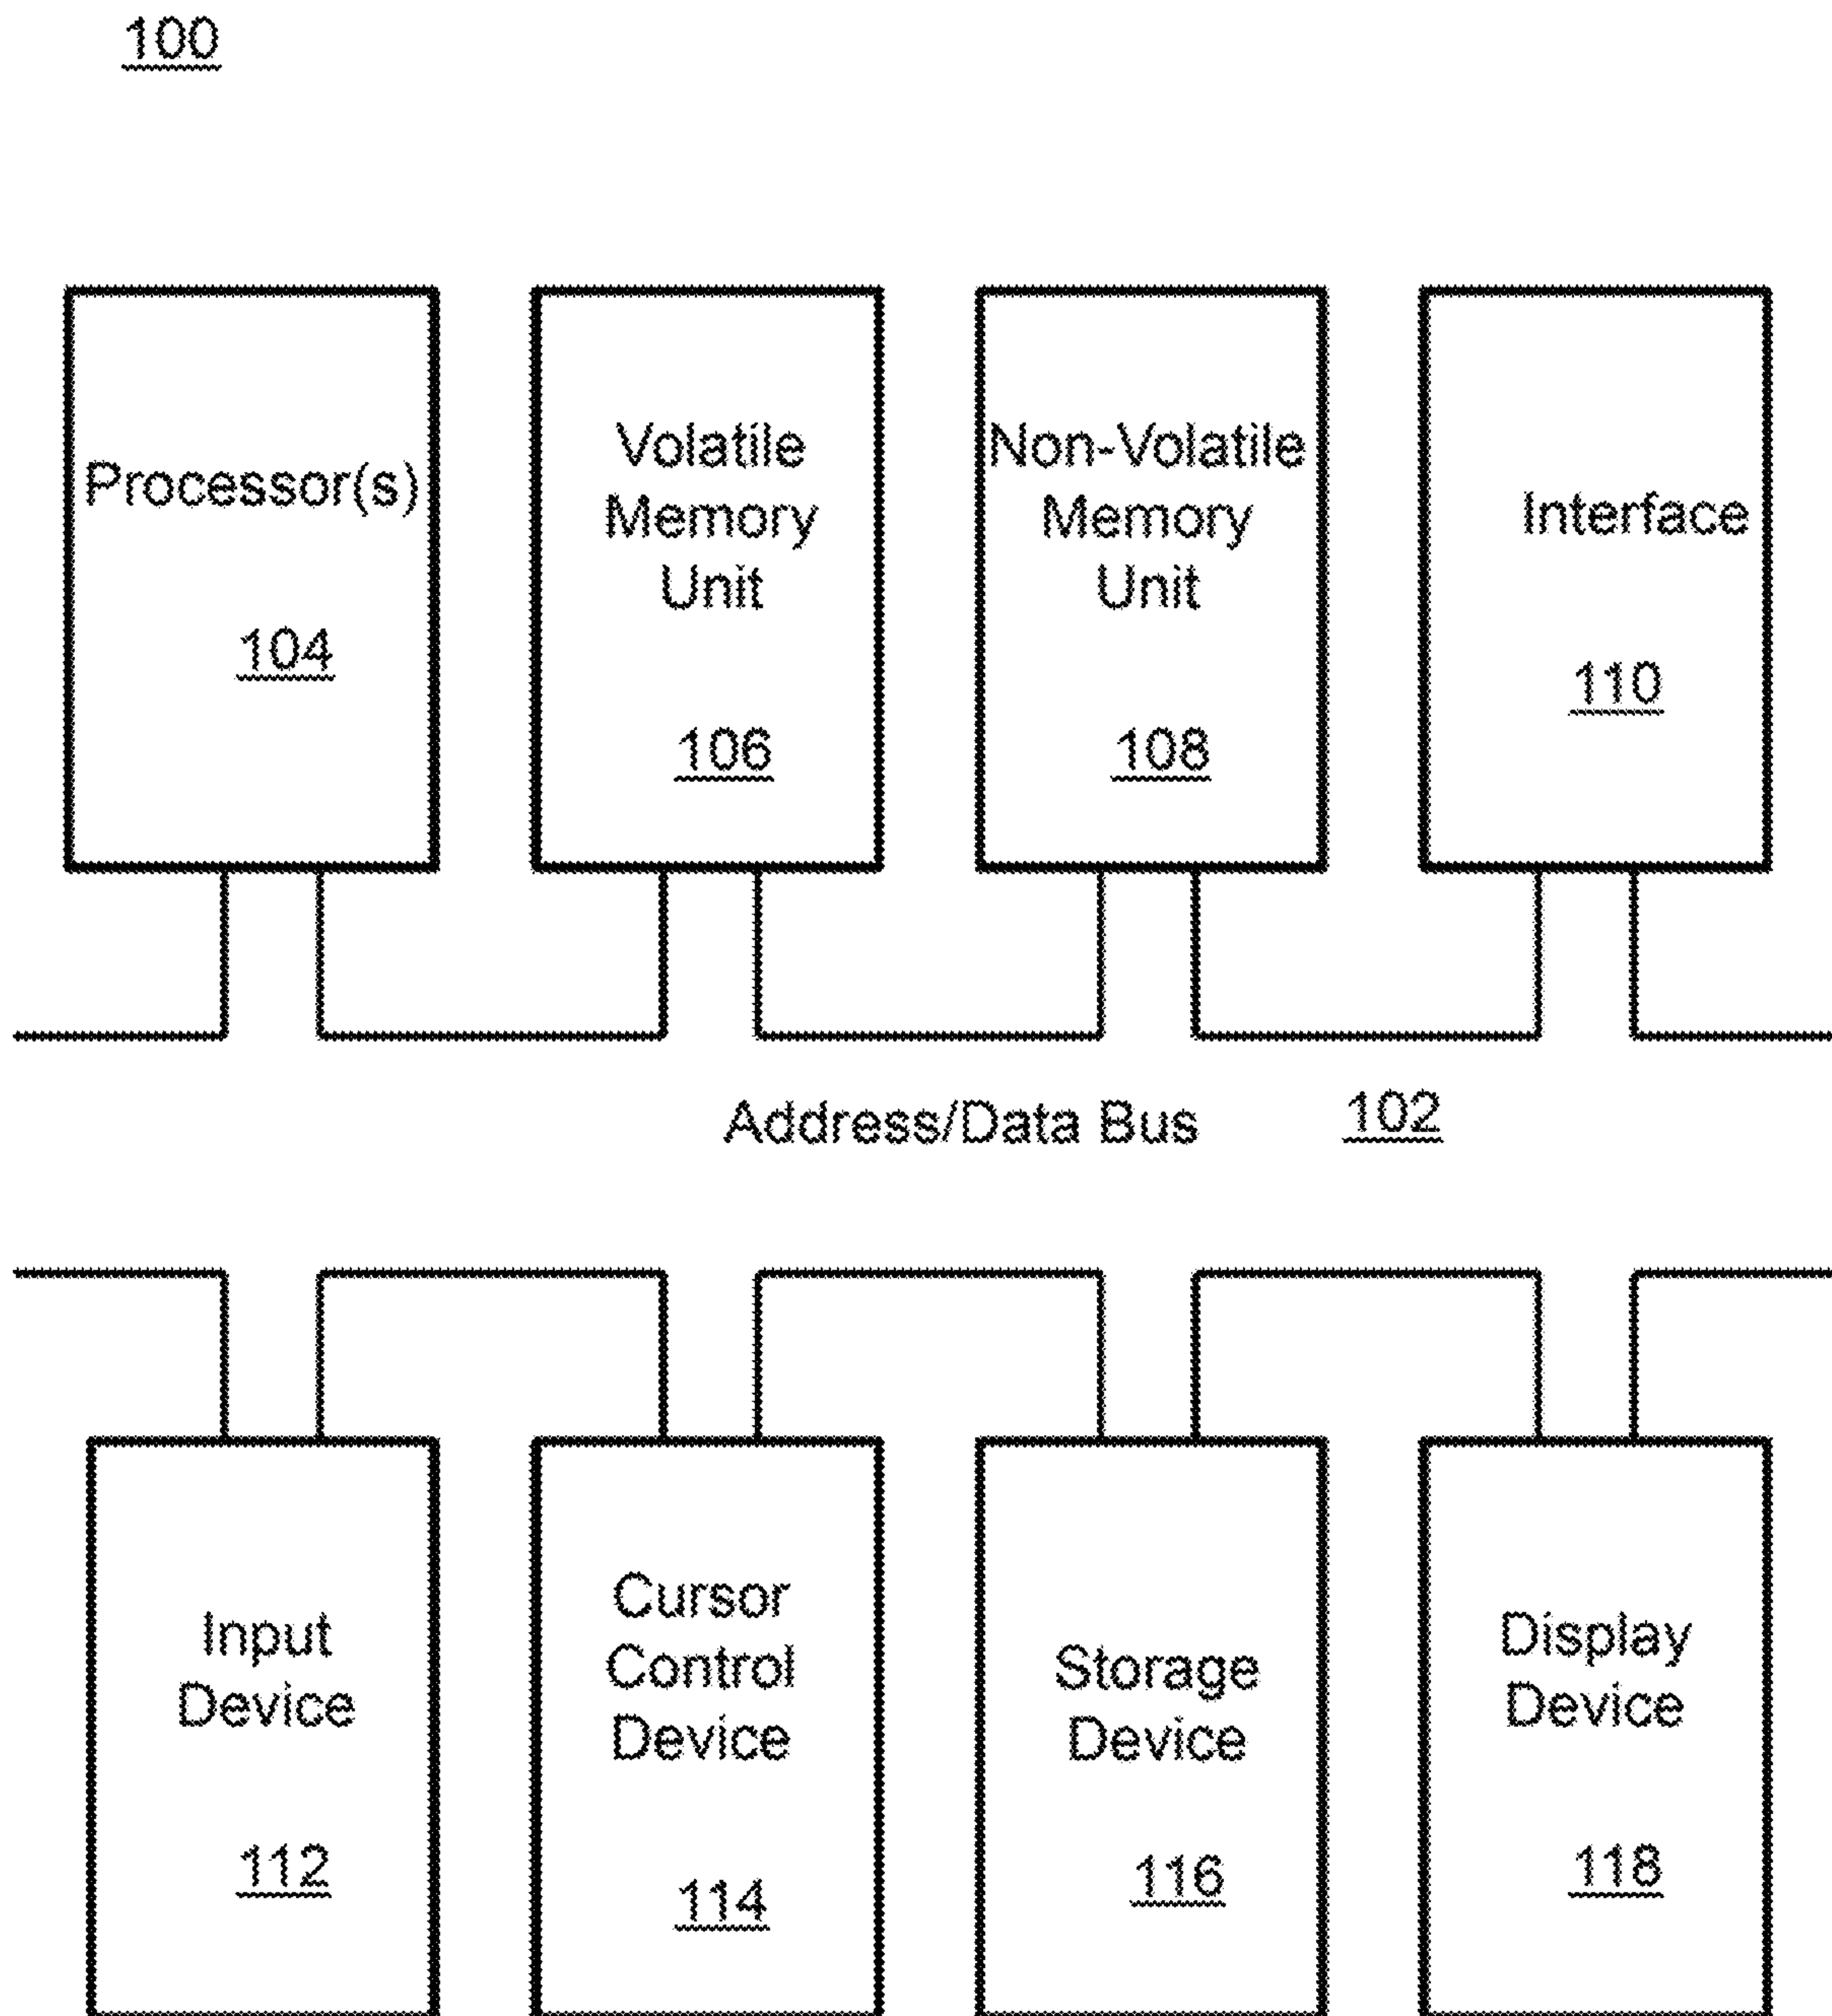 100
Processor(s)
104
Volatile
Memory
Unit
106
Non-Volatile
Memory
Unit
108
Interface
110
Address/Data Bus 102
Input
Device
112
Cursor
Control
Device
114
Storage
Device
116
Display
Device
118